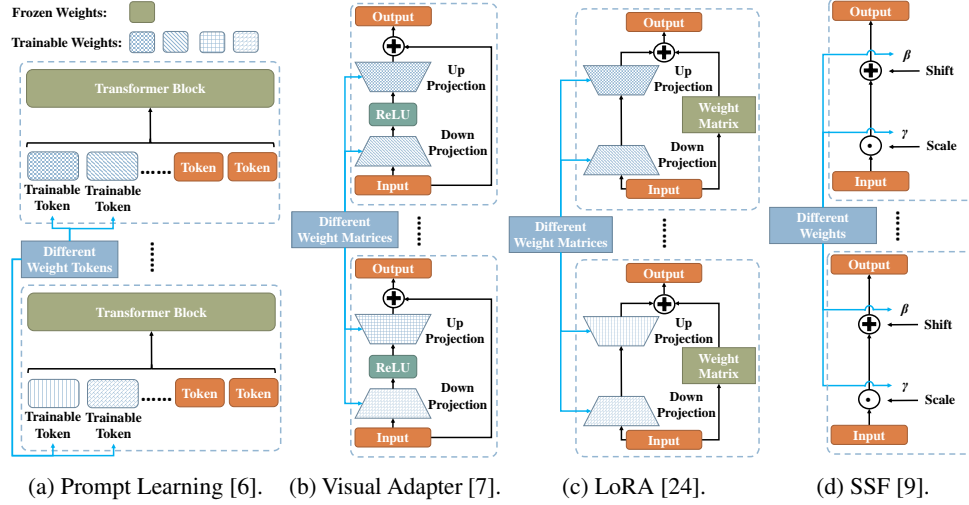 Frozen Weights:
Trainable Weights:
Transformer Block
......
Token
Token
Trainable
Token
Trainable
Token
Different
Weight Tokens
......
Transformer Block
......
Token
Token
Trainable
Token
Trainable
Token
(a) Prompt Learning [6].
Output
Up
Projection
ReLU
Down
Projection
Input
Different
Weight Matrices
......
Output
Up
Projection
ReLU
Down
Projection
Input
(b) Visual Adapter [7].
Output
Up
Projection
Weight
Matrix
Down
Projection
Input
Different
Weight Matrices
......
Output
Up
Projection
Weight
Matrix
Down
Projection
Input
(c) LoRA [24].
Output
β
Shift
γ
Scale
Input
Different
Weights
......
Output
β
Shift
γ
Scale
Input
(d) SSF [9].